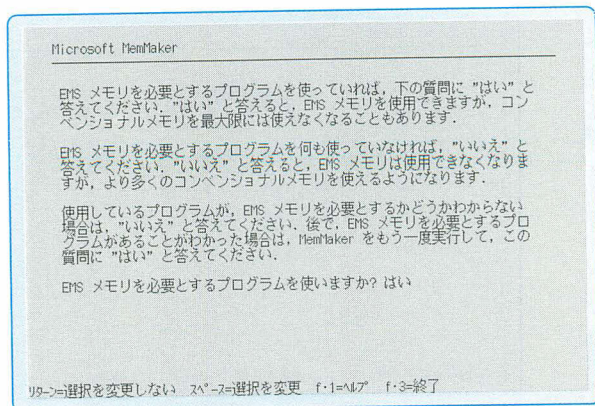 Microsoft MemMaker
EMS メモリを必要とするプログラムを使っていれば，下の質問に "はい" と
答えてください．"はい" と答えると，EMS メモリを使用できますが，コン
ベンショナルメモリを最大限には使えなくなることもあります．
EMS メモリを必要とするプログラムを何も使っていなければ，"いいえ" と
答えてください．"いいえ" と答えると，EMS メモリは使用できなくなりま
すが，より多くのコンベンショナルメモリを使えるようになります．
使用しているプログラムが，EMS メモリを必要とするかどうかわからない
場合は，"いいえ" と答えてください．後で，EMS メモリを必要とするプロ
グラムがあることがわかった場合は，MemMaker をもう一度実行して，この
質問に "はい" と答えてください．
EMS メモリを必要とするプログラムを使いますか? はい
ﾘﾀｰﾝ=選択を変更しない ｽﾍﾟｰｽ=選択を変更 f・1=ﾍﾙﾌﾟ f・3=終了